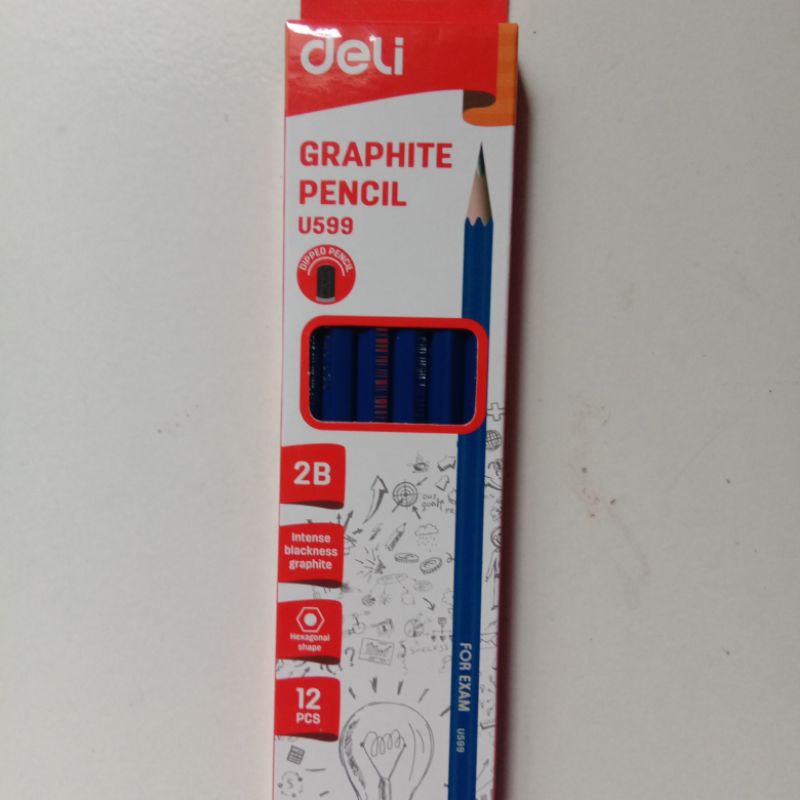 deli
GRAPHITE
PENCIL
U599
DIPPED PENCIL
2B
Intense
blackness
graphite
Hexagonal
shape
12
PCS
FOR EXAM
U599